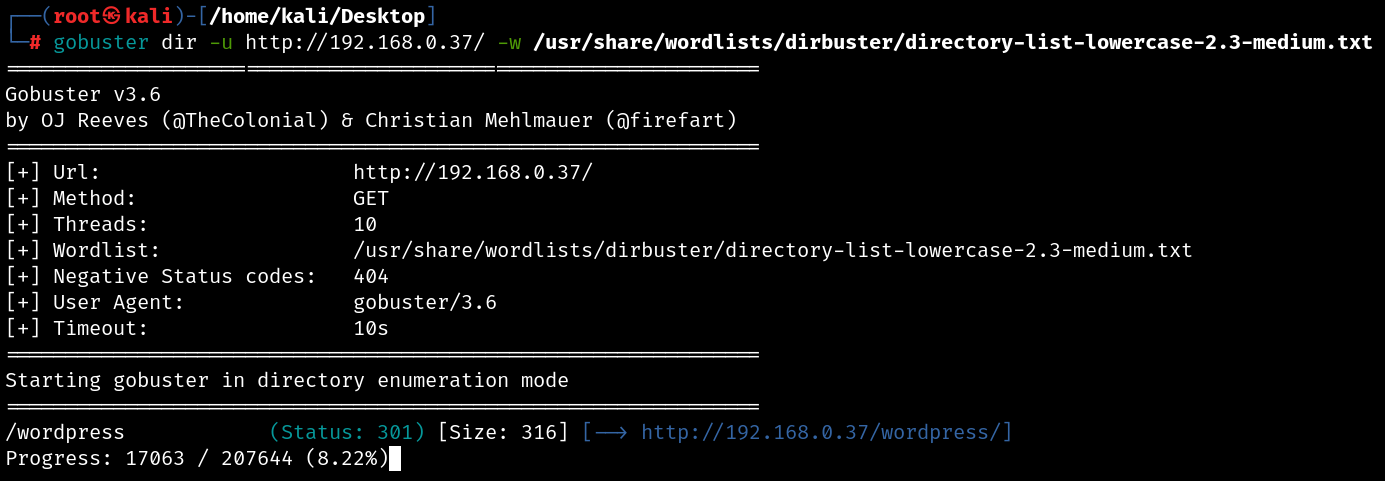 ┌──(root㉿kali)-[/home/kali/Desktop]
└─# gobuster dir -u http://192.168.0.37/ -w /usr/share/wordlists/dirbuster/directory-list-lowercase-2.3-medium.txt
===============================================================
Gobuster v3.6
by OJ Reeves (@TheColonial) & Christian Mehlmauer (@firefart)
===============================================================
[+] Url:                     http://192.168.0.37/
[+] Method:                  GET
[+] Threads:                 10
[+] Wordlist:                /usr/share/wordlists/dirbuster/directory-list-lowercase-2.3-medium.txt
[+] Negative Status codes:   404
[+] User Agent:              gobuster/3.6
[+] Timeout:                 10s
===============================================================
Starting gobuster in directory enumeration mode
===============================================================
/wordpress            (Status: 301) [Size: 316] [--> http://192.168.0.37/wordpress/]
Progress: 17063 / 207644 (8.22%)